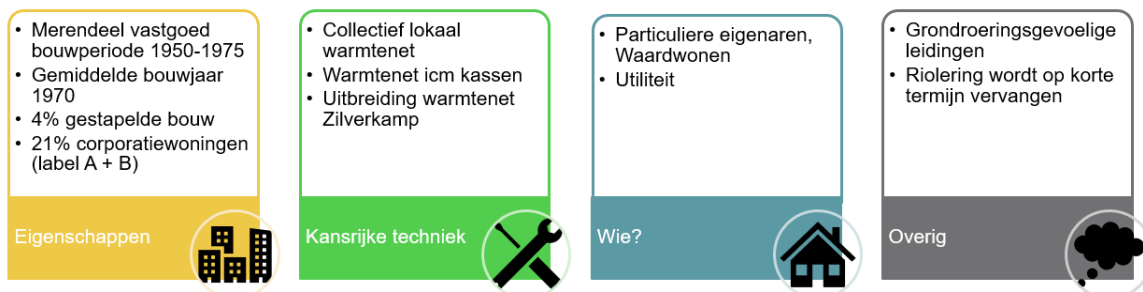 • Merendeel vastgoed
bouwperiode 1950-1975
• Gemiddelde bouwjaar
1970
• 4% gestapelde bouw
• 21% corporatiewoningen
(label A + B)
Eigenschappen
• Collectief lokaal
warmtenet
• Warmtenet icm kassen
• Uitbreiding warmtenet
Zilverkamp
Kansrijke techniek
• Particuliere eigenaren,
Waardwonen
• Utiliteit
Wie?
• Grondroeringsgevoelige
leidingen
• Riolering wordt op korte
termijn vervangen
Overig